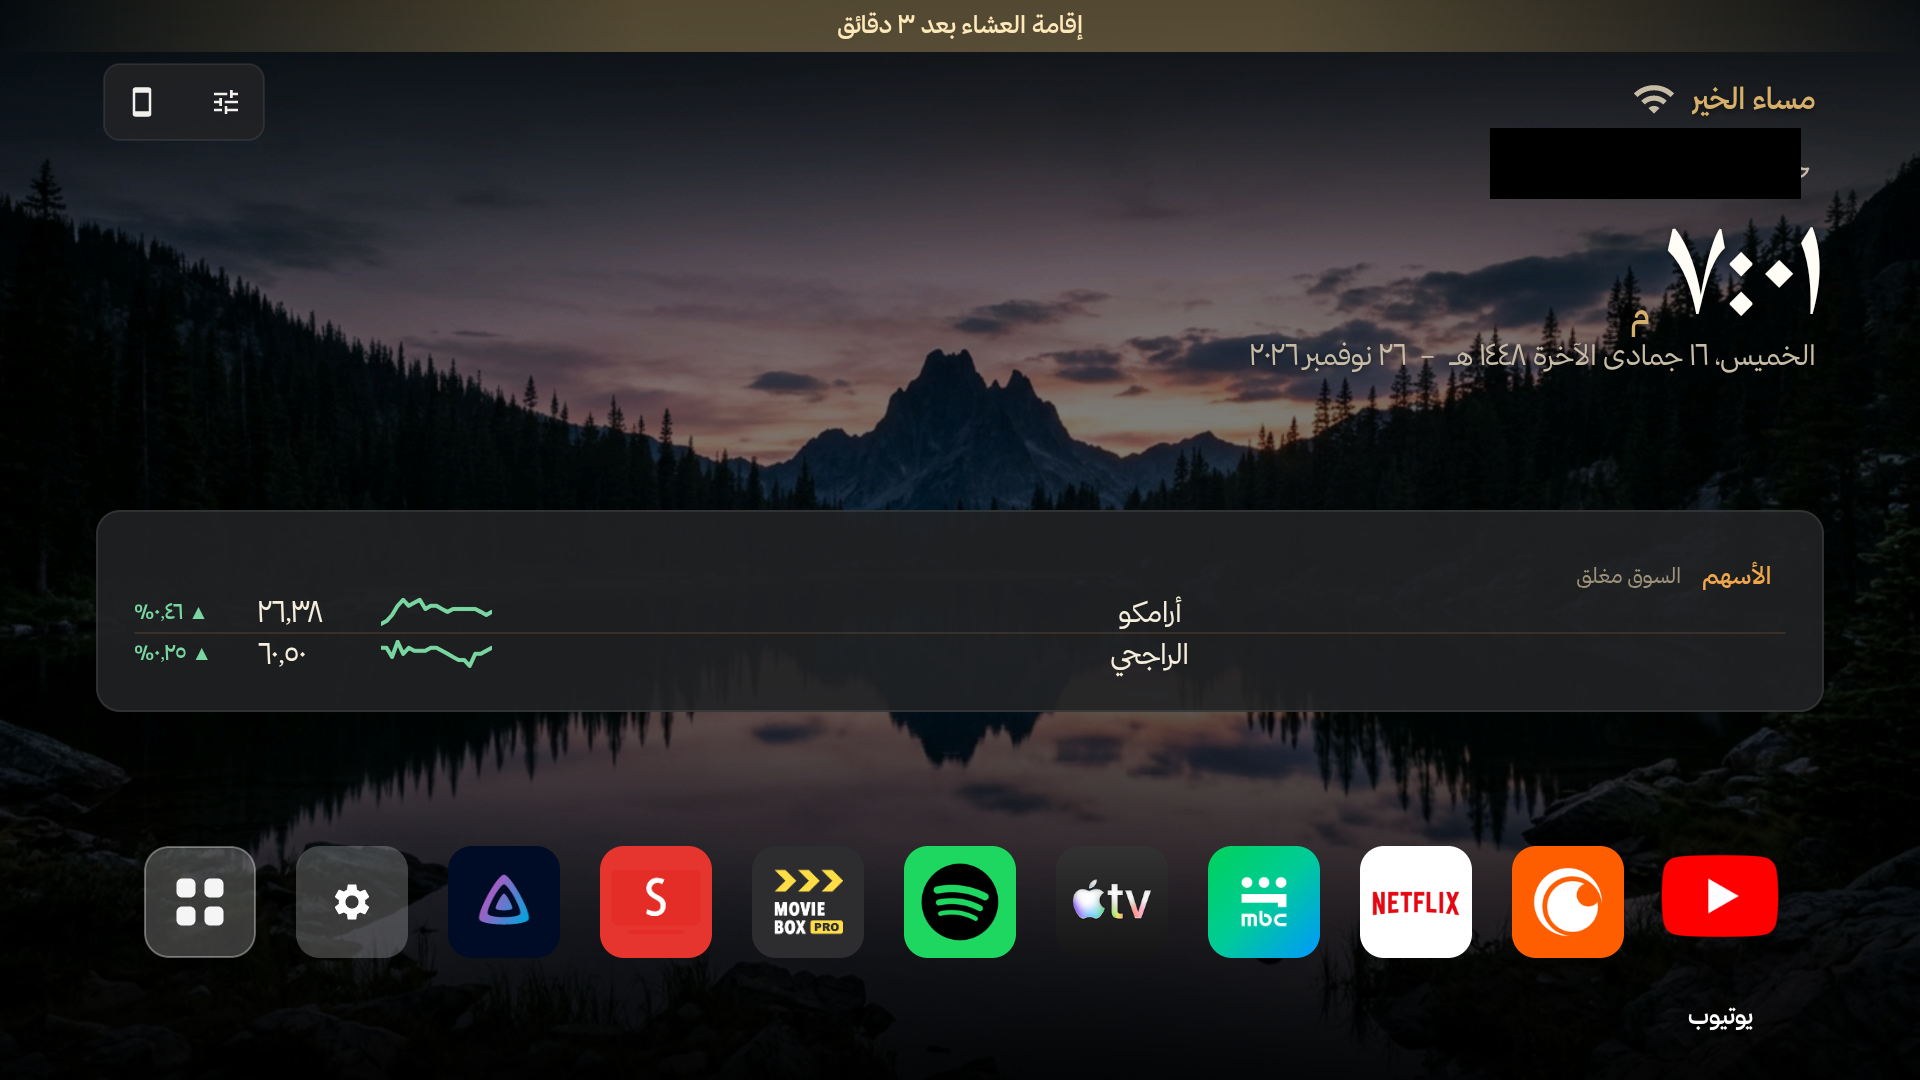 إقامة العشاء بعد ٣ دقائق
مساء الخير
٧:٠١ م
الخميس، ١٦ جمادى الآخرة ١٤٤٨ هـ – ٢٦ نوفمبر ٢٠٢٦
الأسهم السوق مغلق
أرامكو ٢٦,٣٨ ▲ ٠,٤٦%
الراجحي ٦٠,٥٠ ▲ ٠,٢٥%
NETFLIX
mbc
tv
MOVIE
BOX PRO
S
يوتيوب